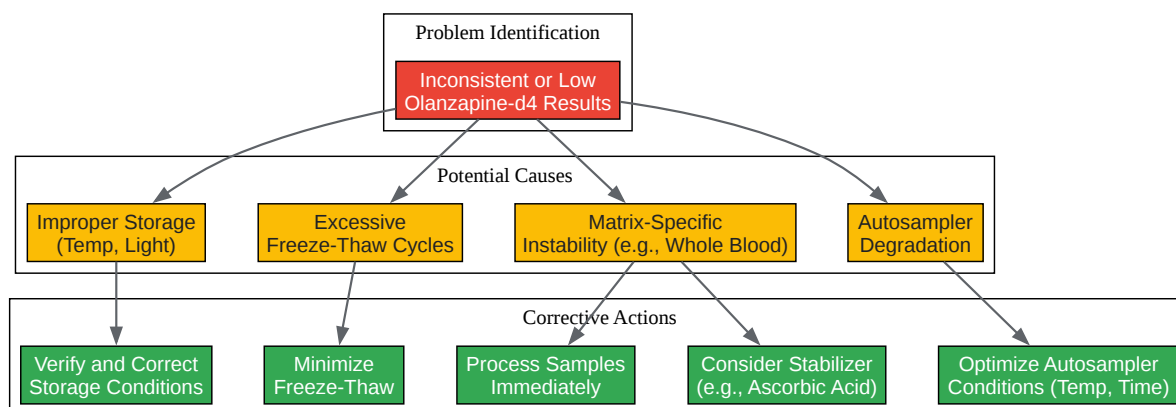 Problem Identification
Inconsistent or Low
Olanzapine-d4 Results
Potential Causes
Improper Storage
(Temp, Light)
Excessive
Freeze-Thaw Cycles
Matrix-Specific
Instability (e.g., Whole Blood)
Autosampler
Degradation
Corrective Actions
Verify and Correct
Storage Conditions
Minimize
Freeze-Thaw
Process Samples
Immediately
Consider Stabilizer
(e.g., Ascorbic Acid)
Optimize Autosampler
Conditions (Temp, Time)